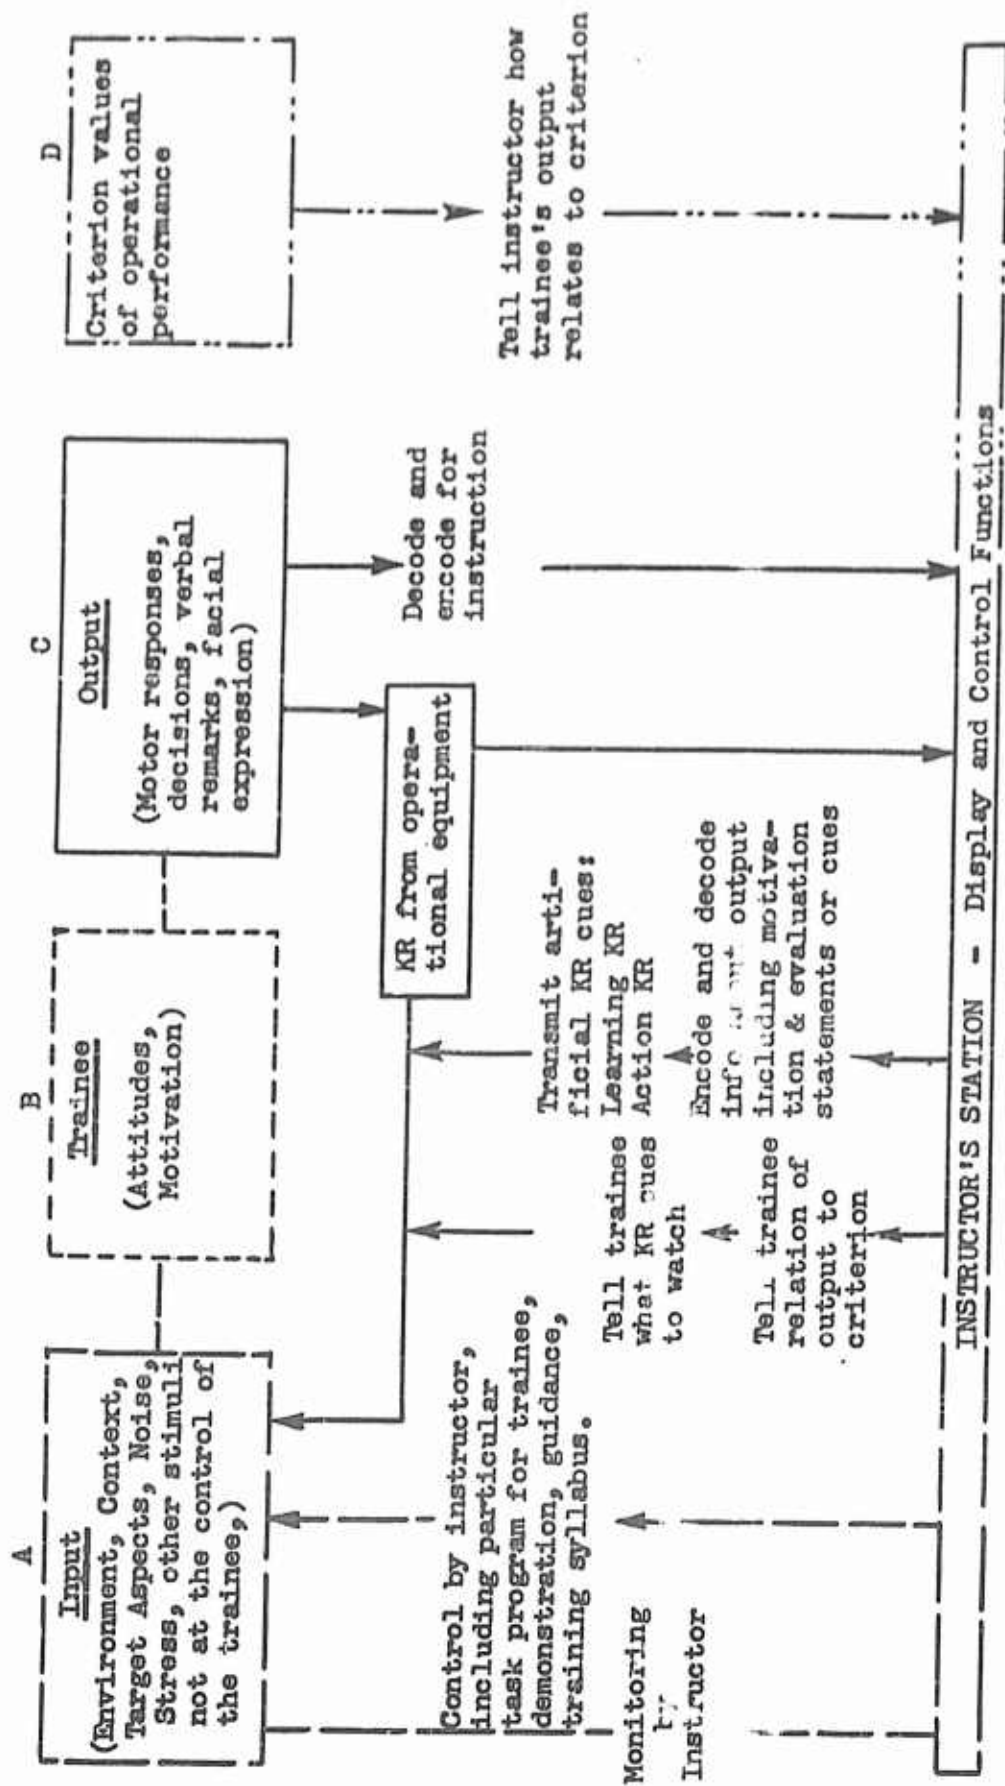 A
Input
(Environment, Context,
Target Aspects, Noise,
Stress, other stimuli
not at the control of
the trainee,)
B
Trainee
(Attitudes,
Motivation)
C
Output
(Motor responses,
decisions, verbal
remarks, facial
expression)
D
Criterion values
of operational
performance
KR from opera-
tional equipment
Decode and
encode for
instruction
Tell instructor how
trainee's output
relates to criterion
Control by instructor,
including particular
task program for trainee,
demonstration, guidance,
training syllabus.
Monitoring
by
Instructor
Tell trainee
what KR cues
to watch
Tell trainee
relation of
output to
criterion
Transmit arti-
ficial KR cues:
Learning KR
Action KR
Encode and decode
output
including motiva-
tion & evaluation
statements or cues
INSTRUCTOR'S STATION - Display and Control Functions